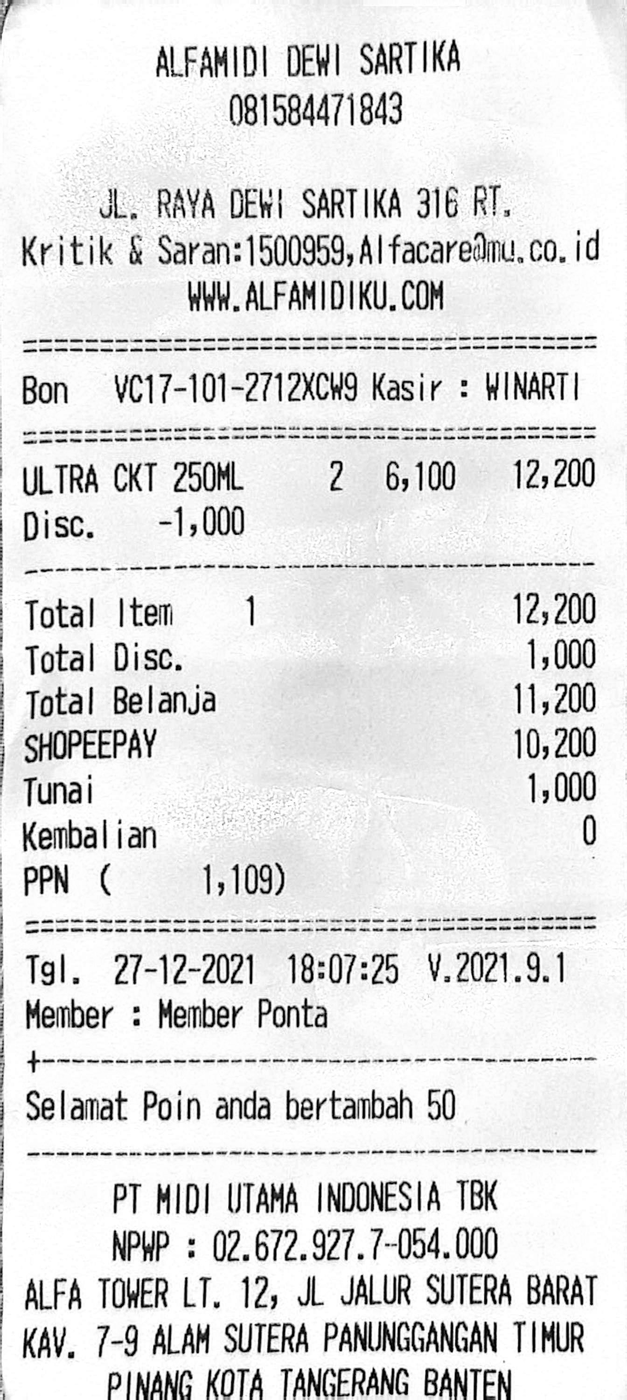 ALFAMIDI DEWI SARTIKA
081584471843
JL. RAYA DEWI SARTIKA 316 RT.
Kritik & Saran:1500959,Alfacare@mu.co.id
WWW.ALFAMIDIKU.COM
========================================
Bon VC17-101-2712XCW9 Kasir : WINARTI
========================================
ULTRA CKT 250ML 2 6,100 12,200
Disc. -1,000
----------------------------------------
Total Item 1 12,200
Total Disc. 1,000
Total Belanja 11,200
SHOPEEPAY 10,200
Tunai 1,000
Kembalian 0
PPN ( 1,109)
========================================
Tgl. 27-12-2021 18:07:25 V.2021.9.1
Member : Member Ponta
+---------------------------------------
Selamat Poin anda bertambah 50
----------------------------------------
PT MIDI UTAMA INDONESIA TBK
NPWP : 02.672.927.7-054.000
ALFA TOWER LT. 12, JL JALUR SUTERA BARAT
KAV. 7-9 ALAM SUTERA PANUNGGANGAN TIMUR
PINANG KOTA TANGERANG BANTEN